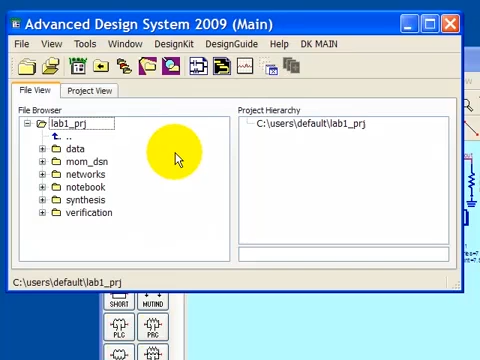 Advanced Design System 2009 (Main)
File View Tools Window DesignKit DesignGuide Help DK MAIN
File View Project View
File Browser
Project Hierarchy
lab1_prj
C:\users\default\lab1_prj
..
data
mom_dsn
networks
notebook
synthesis
verification
C:\users\default\lab1_prj
SHORT MUTIND
PLC PRC